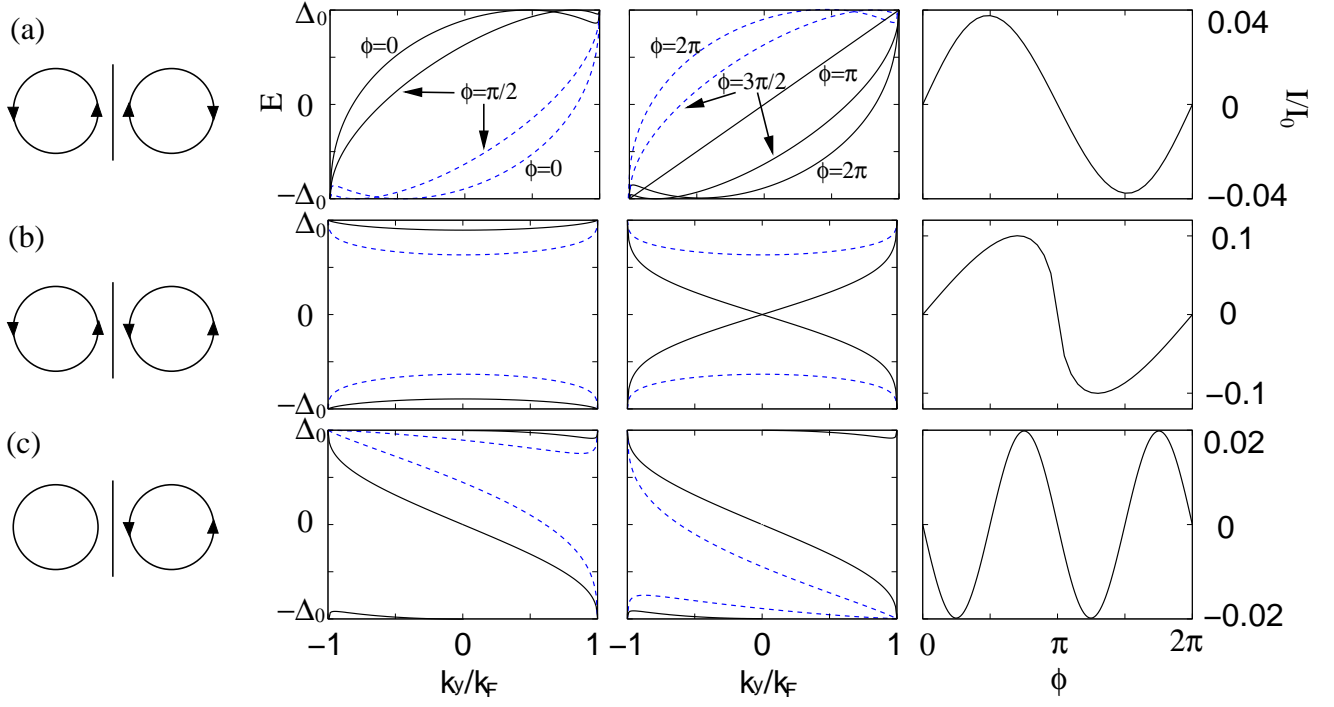 (a)
Δ₀
E
0
−Δ₀
ϕ=0
ϕ=π/2
ϕ=0
ϕ=2π
ϕ=3π/2
ϕ=π
ϕ=2π
0.04
0
I/I₀
−0.04
(b)
Δ₀
0
−Δ₀
0.1
0
−0.1
(c)
Δ₀
0
−Δ₀
0.02
0
−0.02
−1 0 1
−1 0 1
0 π 2π
ky/kF
ky/kF
ϕ